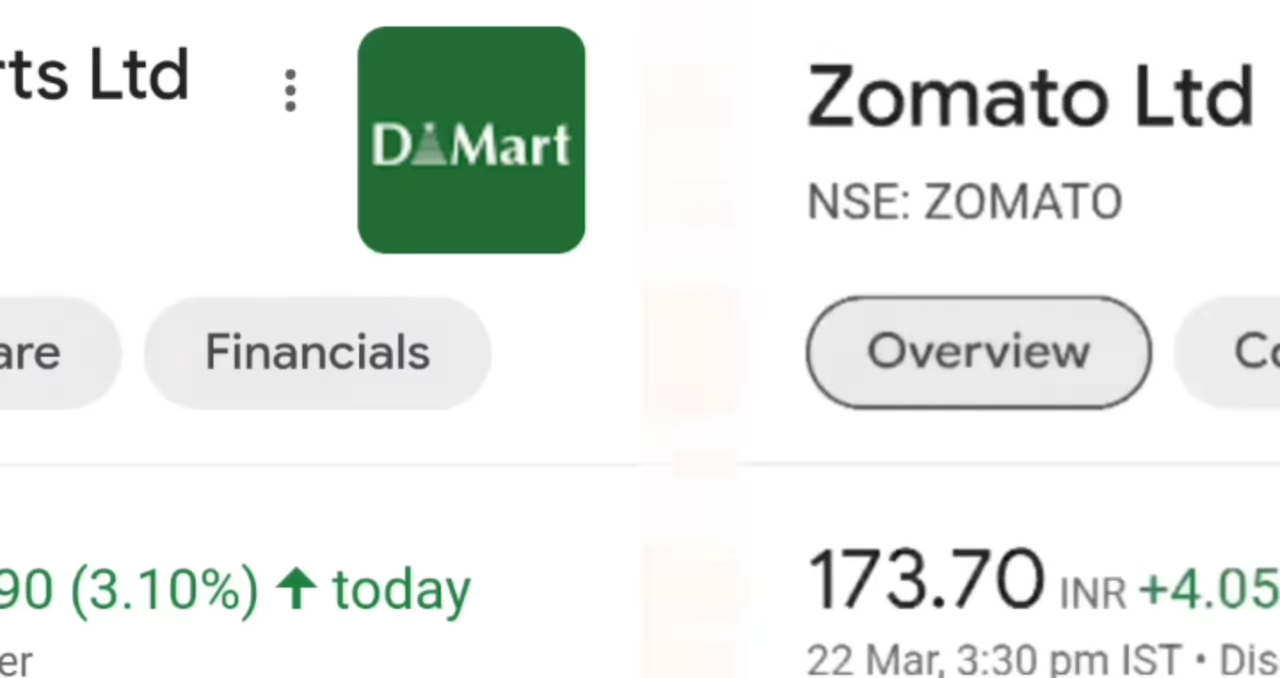 rts Ltd
DMart
are
Financials
90 (3.10%) ↑ today
er
Zomato Ltd
NSE: ZOMATO
Overview
Co
173.70 INR +4.05
22 Mar, 3:30 pm IST • Dis